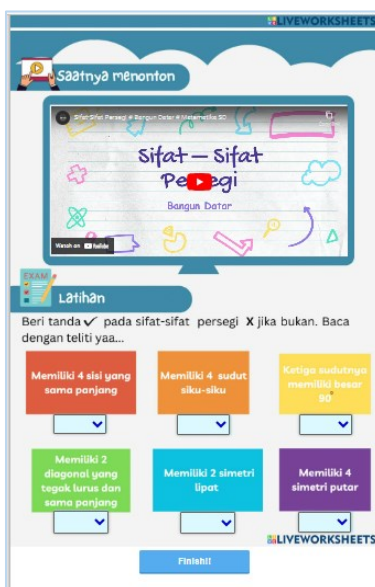 LIVEWORKSHEETS
Saatnya menonton
Sifat Sifat Persegi # Bangun Datar # Matematika SD
Sifat - Sifat
Persegi
Bangun Datar
Watch on YouTube
EXAM
Latihan
Beri tanda ✓ pada sifat-sifat persegi X jika bukan. Baca
dengan teliti yaa...
Memiliki 4 sisi yang
sama panjang
Memiliki 4 sudut
siku-siku
Ketiga sudutnya
memiliki besar
90°
Memiliki 2
diagonal yang
tegak lurus dan
sama panjang
Memiliki 2 simetri
lipat
Memiliki 4
simetri putar
LIVEWORKSHEETS
Finish!!